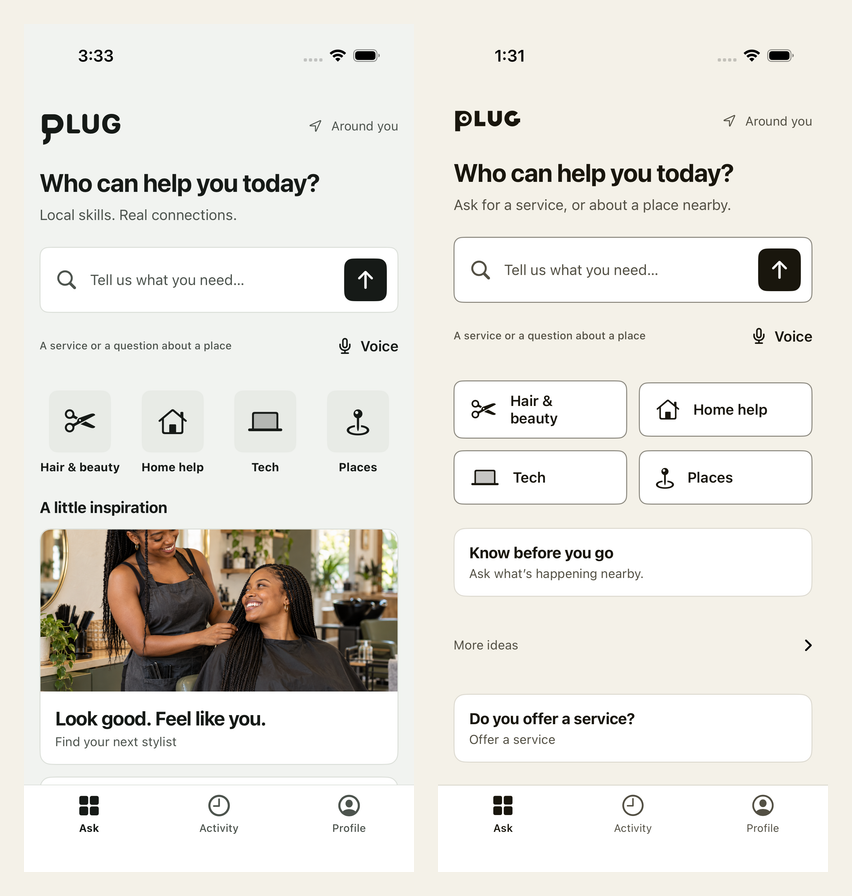 3:33
PLUG
Around you
Who can help you today?
Local skills. Real connections.
Tell us what you need...
A service or a question about a place
Voice
Hair & beauty
Home help
Tech
Places
A little inspiration
Look good. Feel like you.
Find your next stylist
Ask
Activity
Profile
1:31
PLUG
Around you
Who can help you today?
Ask for a service, or about a place nearby.
Tell us what you need...
A service or a question about a place
Voice
Hair &
beauty
Home help
Tech
Places
Know before you go
Ask what's happening nearby.
More ideas
Do you offer a service?
Offer a service
Ask
Activity
Profile